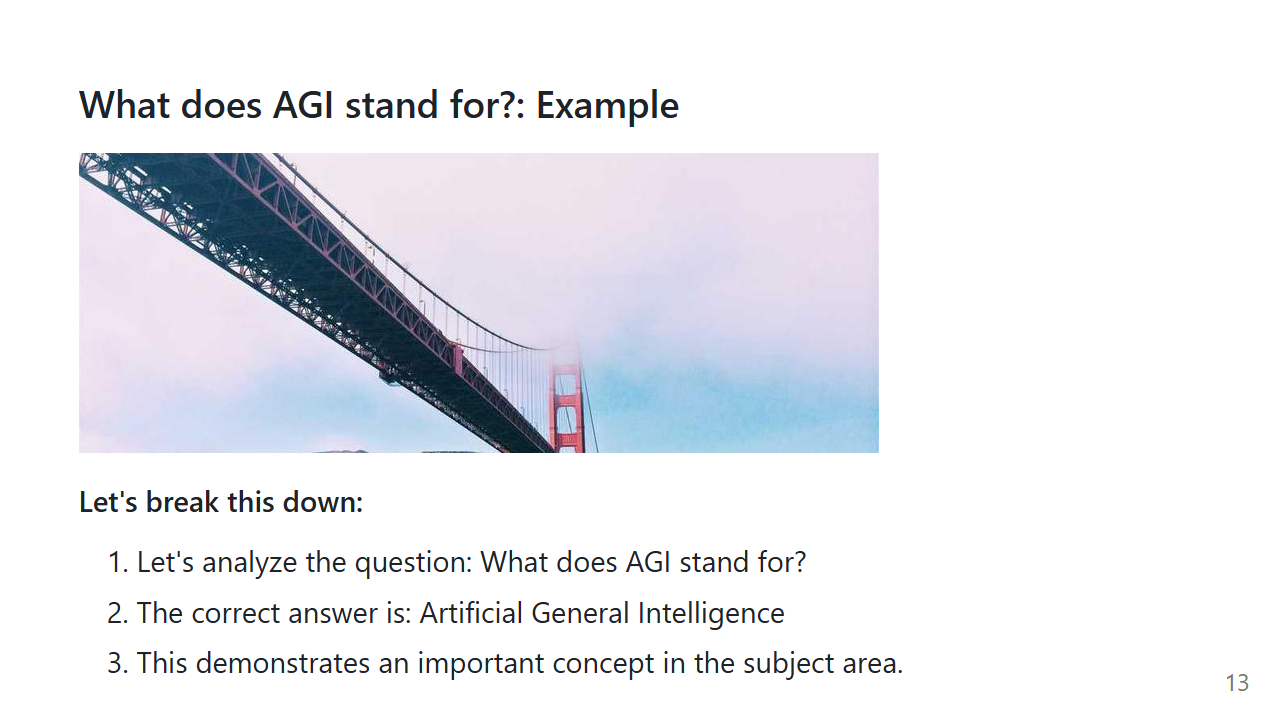 What does AGI stand for?: Example
Let's break this down:
1. Let's analyze the question: What does AGI stand for?
2. The correct answer is: Artificial General Intelligence
3. This demonstrates an important concept in the subject area.
13